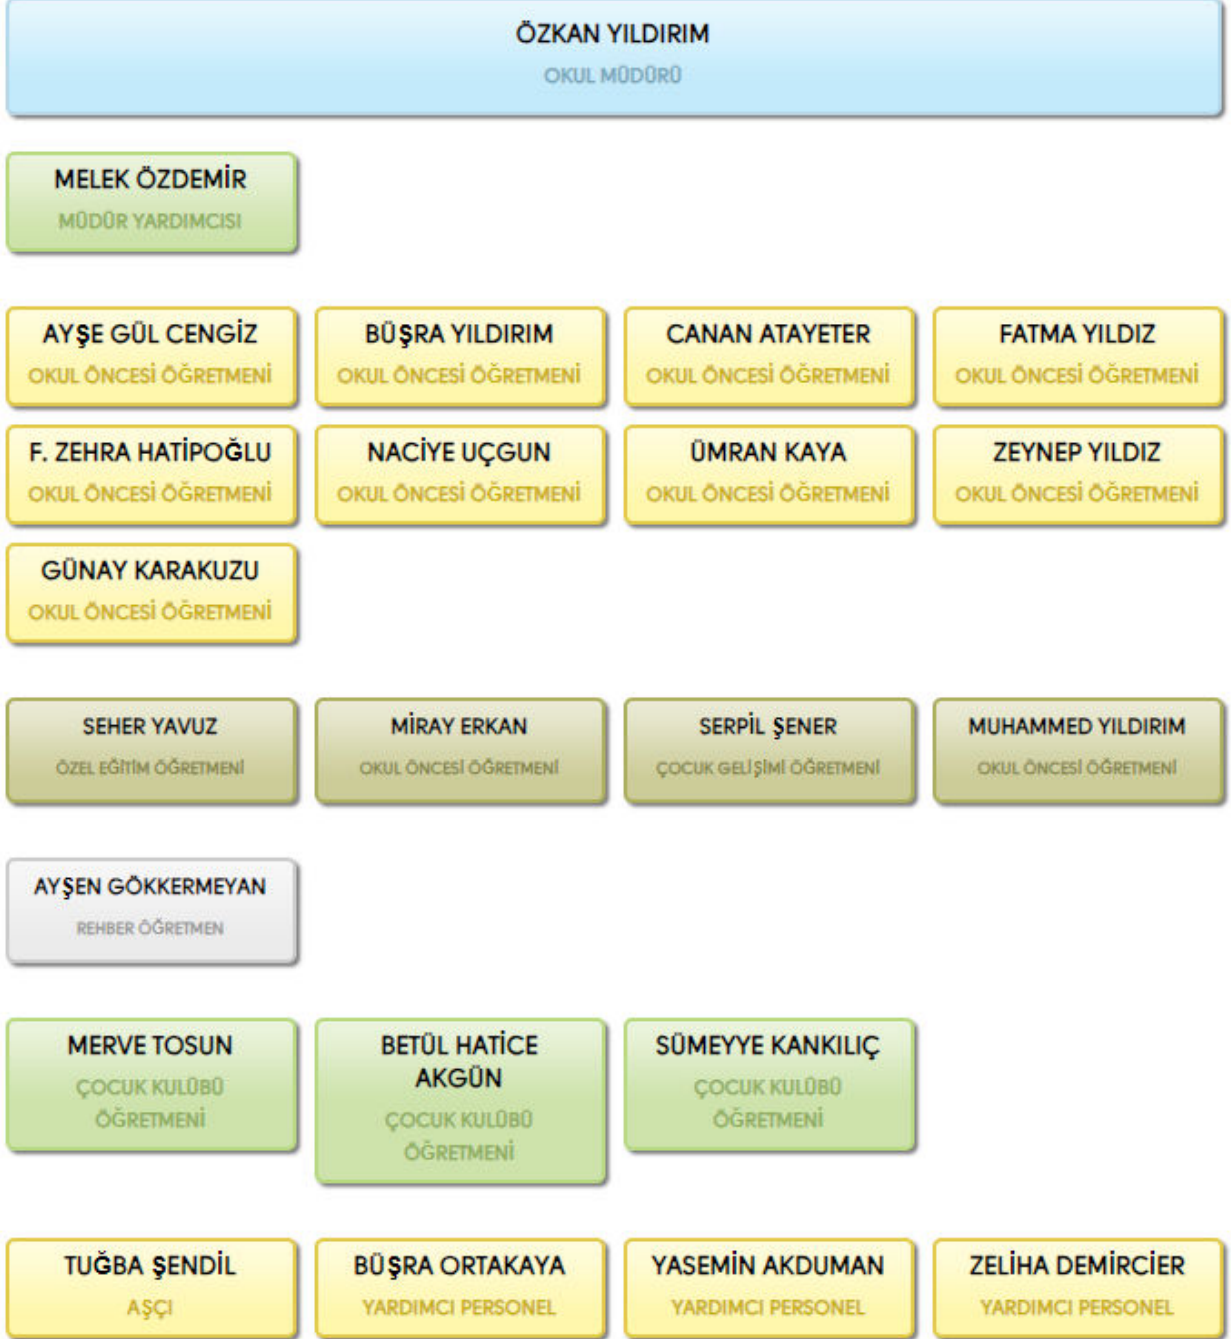 ÖZKAN YILDIRIM
OKUL MÜDÜRÜ
MELEK ÖZDEMİR
MÜDÜR YARDIMCISI
AYŞE GÜL CENGİZ
OKUL ÖNCESİ ÖĞRETMENİ
BÜŞRA YILDIRIM
OKUL ÖNCESİ ÖĞRETMENİ
CANAN ATAYETER
OKUL ÖNCESİ ÖĞRETMENİ
FATMA YILDIZ
OKUL ÖNCESİ ÖĞRETMENİ
F. ZEHRA HATİPOĞLU
OKUL ÖNCESİ ÖĞRETMENİ
NACİYE UÇGUN
OKUL ÖNCESİ ÖĞRETMENİ
ÜMRAN KAYA
OKUL ÖNCESİ ÖĞRETMENİ
ZEYNEP YILDIZ
OKUL ÖNCESİ ÖĞRETMENİ
GÜNAY KARAKUZU
OKUL ÖNCESİ ÖĞRETMENİ
SEHER YAVUZ
ÖZEL EĞİTİM ÖĞRETMENİ
MİRAY ERKAN
OKUL ÖNCESİ ÖĞRETMENİ
SERPİL ŞENER
ÇOCUK GELİŞİMİ ÖĞRETMENİ
MUHAMMED YILDIRIM
OKUL ÖNCESİ ÖĞRETMENİ
AYŞEN GÖKKERMEYAN
REHBER ÖĞRETMEN
MERVE TOSUN
ÇOCUK KULÜBÜ
ÖĞRETMENİ
BETÜL HATİCE
AKGÜN
ÇOCUK KULÜBÜ
ÖĞRETMENİ
SÜMEYYE KANKILIÇ
ÇOCUK KULÜBÜ
ÖĞRETMENİ
TUĞBA ŞENDİL
AŞÇI
BÜŞRA ORTAKAYA
YARDIMCI PERSONEL
YASEMİN AKDUMAN
YARDIMCI PERSONEL
ZELİHA DEMİRCİER
YARDIMCI PERSONEL